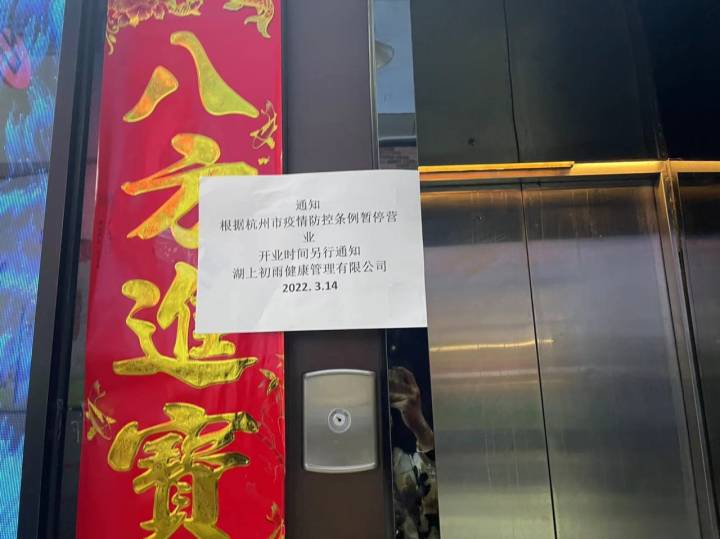 八方進寳
通知
根据杭州市疫情防控条例暂停营
业
开业时间另行通知
湖上初雨健康管理有限公司
2022. 3.14